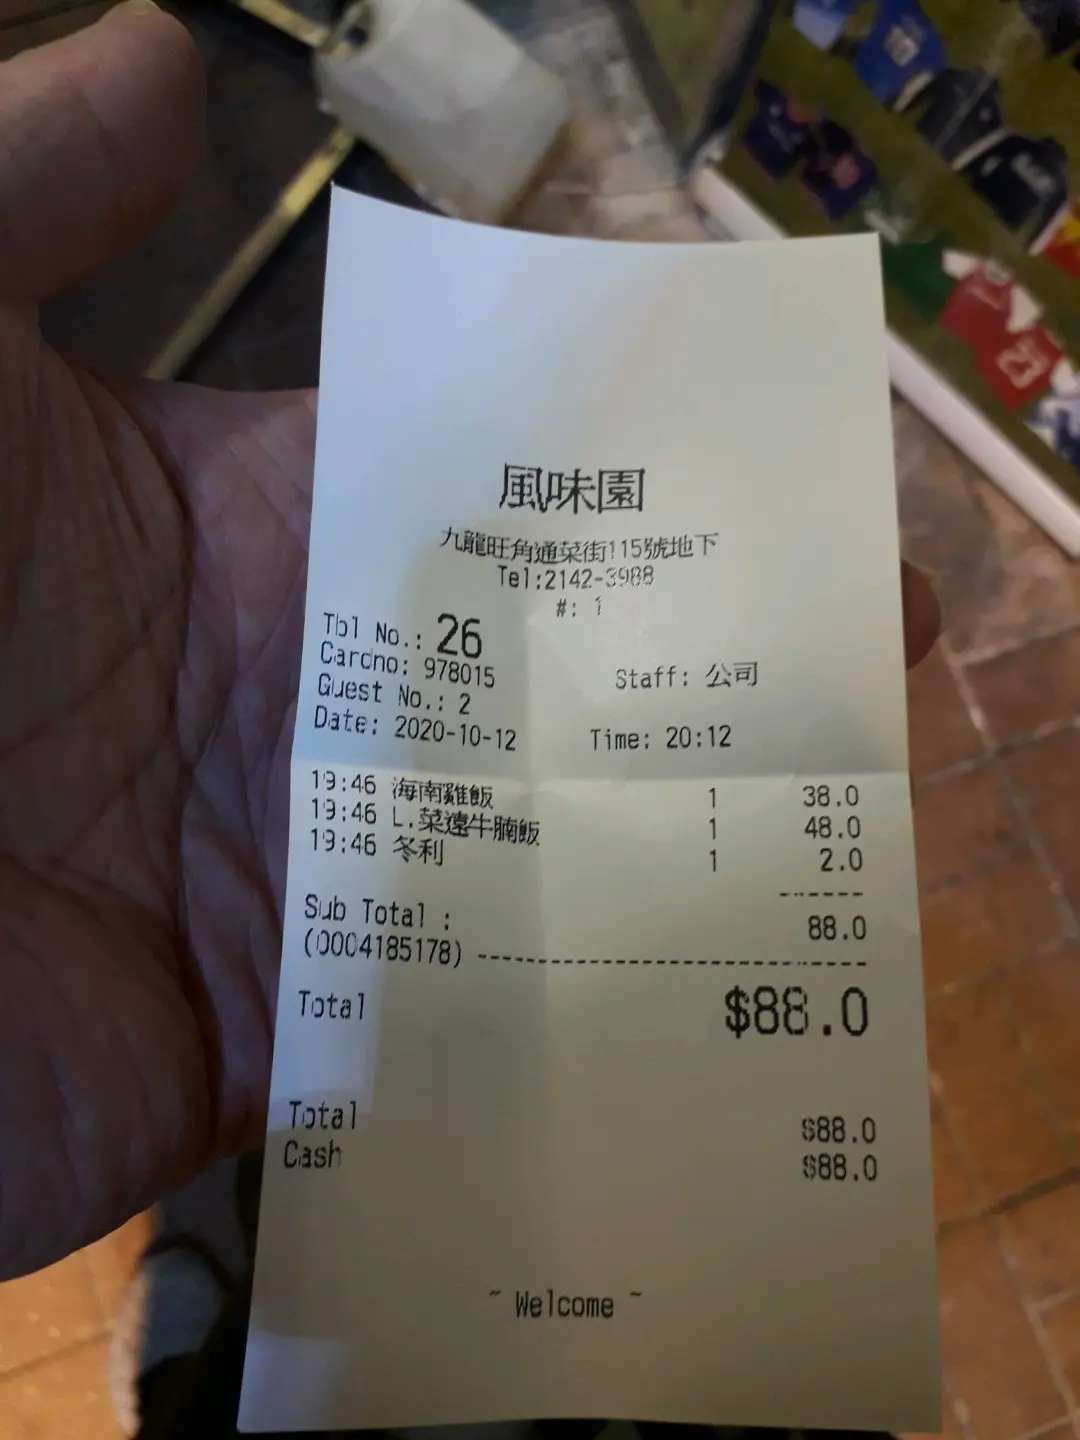 風味園
九龍旺角通菜街115號地下
Tel:2142-3988
#: 1
Tbl No.: 26
Cardno: 978015
Staff: 公司
Guest No.: 2
Date: 2020-10-12 Time: 20:12
19:46 海南雞飯 1 38.0
19:46 L.菜遠牛腩飯 1 48.0
19:46 冬利 1 2.0
Sub Total : 88.0
(0004185178)
Total $88.0
Total $88.0
Cash $88.0
~ Welcome ~
23